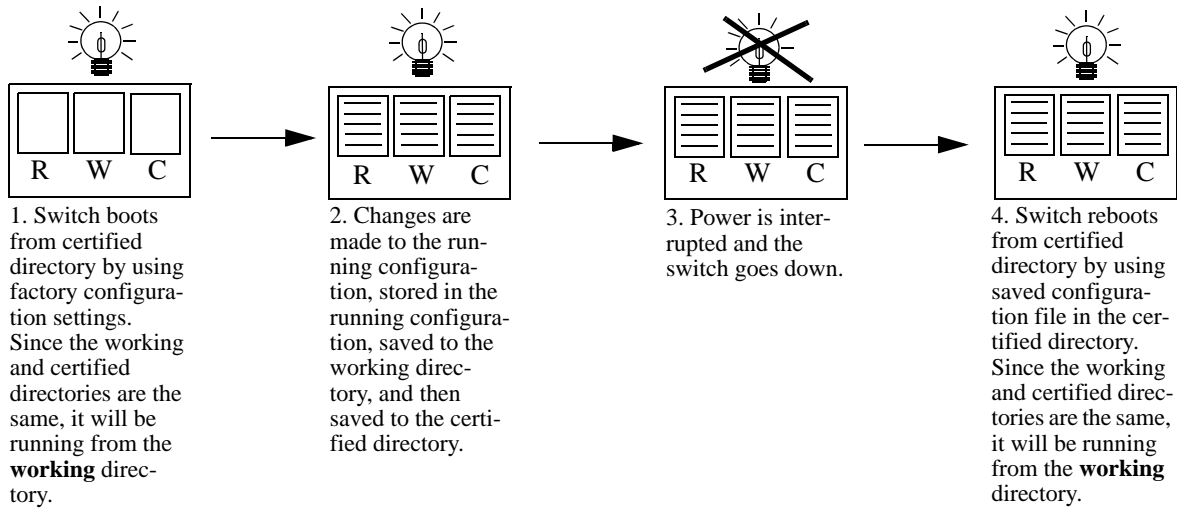 R W C
1. Switch boots
from certified
directory by using
factory configura-
tion settings.
Since the working
and certified
directories are the
same, it will be
running from the
working direc-
tory.
R W C
2. Changes are
made to the run-
ning configura-
tion, stored in the
running configura-
tion, saved to the
working direc-
tory, and then
saved to the certi-
fied directory.
R W C
3. Power is inter-
rupted and the
switch goes down.
R W C
4. Switch reboots
from certified
directory by using
saved configura-
tion file in the cer-
tified directory.
Since the working
and certified direc-
tories are the same,
it will be running
from the working
directory.